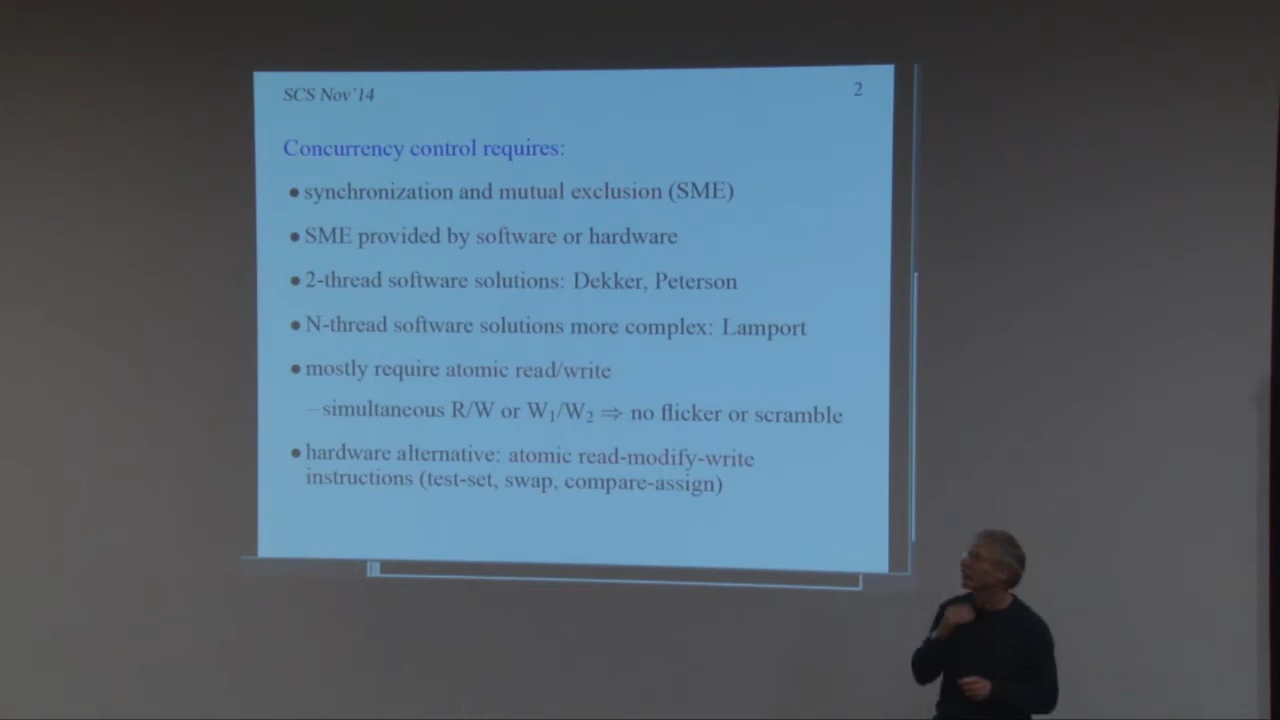 SCS Nov'14
2
Concurrency control requires:
● synchronization and mutual exclusion (SME)
● SME provided by software or hardware
● 2-thread software solutions: Dekker, Peterson
● N-thread software solutions more complex: Lamport
● mostly require atomic read/write
– simultaneous R/W or W₁/W₂ ⇒ no flicker or scramble
● hardware alternative: atomic read-modify-write
instructions (test-set, swap, compare-assign)